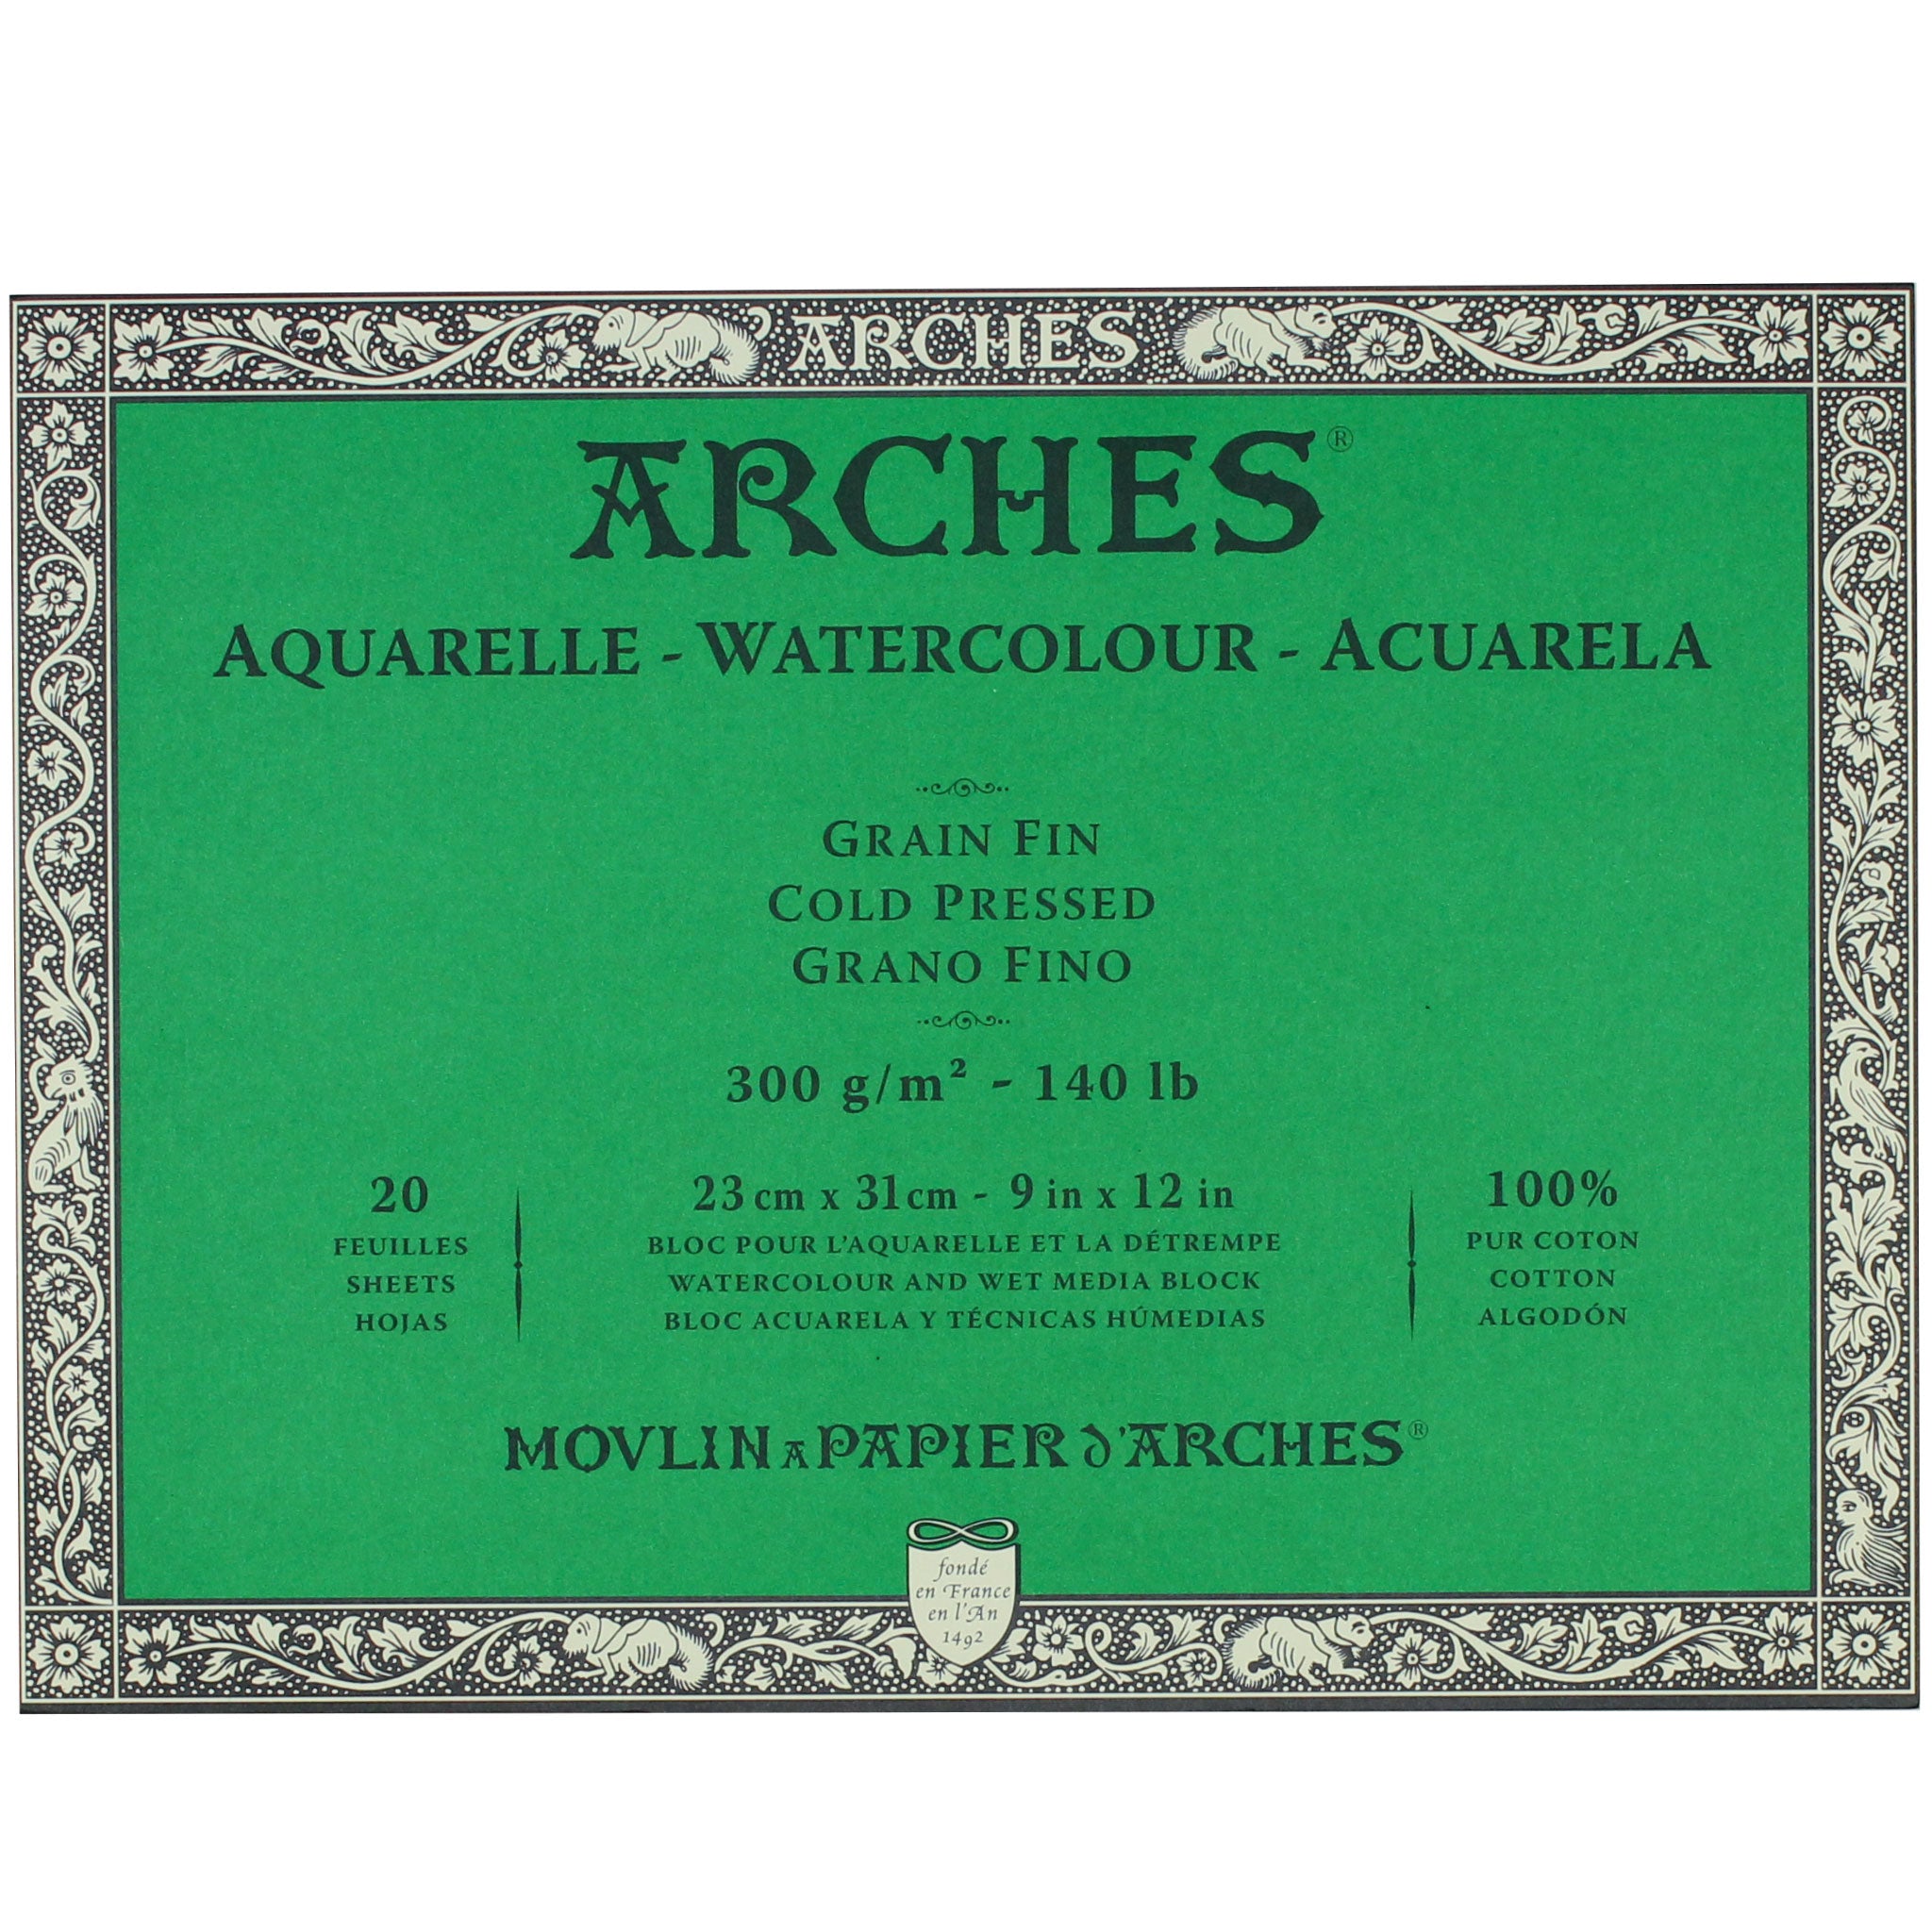 ARCHES
ARCHES®
AQUARELLE - WATERCOLOUR - ACUARELA
GRAIN FIN
COLD PRESSED
GRANO FINO
300 g/m² - 140 lb
20
FEUILLES
SHEETS
HOJAS
23 cm x 31 cm - 9 in x 12 in
BLOC POUR L'AQUARELLE ET LA DÉTREMPE
WATERCOLOUR AND WET MEDIA BLOCK
BLOC ACUARELA Y TÉCNICAS HÚMEDIAS
100%
PUR COTON
COTTON
ALGODÓN
MOVLIN A PAPIER d'ARCHES®
fondé
en France
en l'An
1492